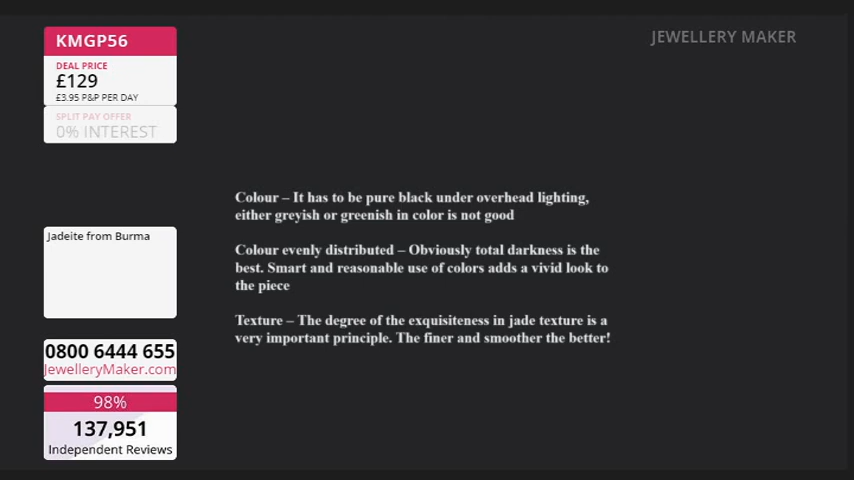 KMGP56
DEAL PRICE
£129
£3.95 P&P PER DAY
SPLIT PAY OFFER
0% INTEREST
Jadeite from Burma
0800 6444 655
JewelleryMaker.com
98%
137,951
Independent Reviews
JEWELLERY MAKER
Colour – It has to be pure black under overhead lighting,
either greyish or greenish in color is not good
Colour evenly distributed – Obviously total darkness is the
best. Smart and reasonable use of colors adds a vivid look to
the piece
Texture – The degree of the exquisiteness in jade texture is a
very important principle. The finer and smoother the better!